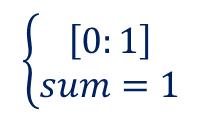 [0: 1]
sum = 1